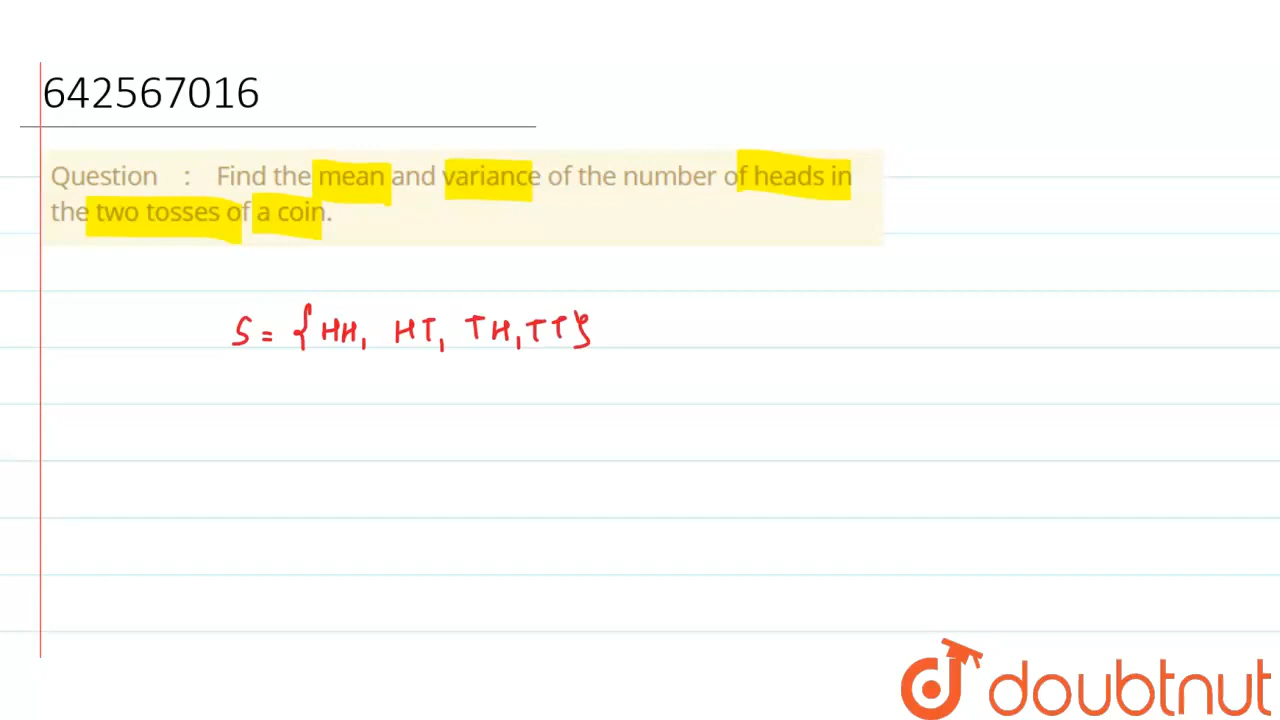 642567016
Question : Find the mean and variance of the number of heads in
the two tosses of a coin.
S = {HH, HT, TH, TT}
doubtnut